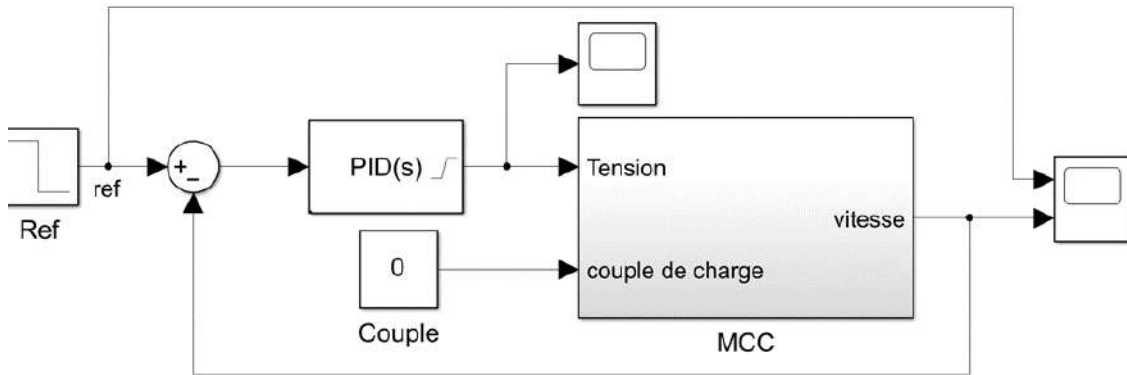 ref
Ref
+
−
PID(s)
0
Couple
Tension
couple de charge
vitesse
MCC